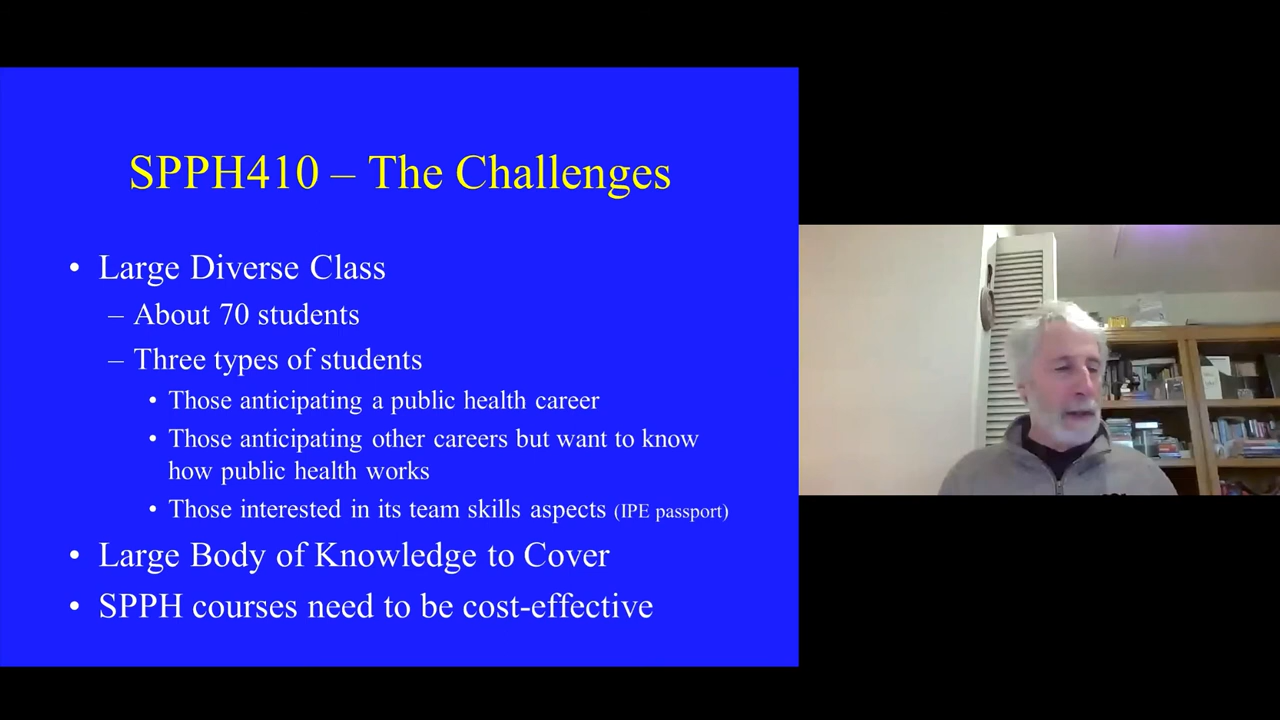 SPPH410 – The Challenges
• Large Diverse Class
– About 70 students
– Three types of students
• Those anticipating a public health career
• Those anticipating other careers but want to know
how public health works
• Those interested in its team skills aspects (IPE passport)
• Large Body of Knowledge to Cover
• SPPH courses need to be cost-effective